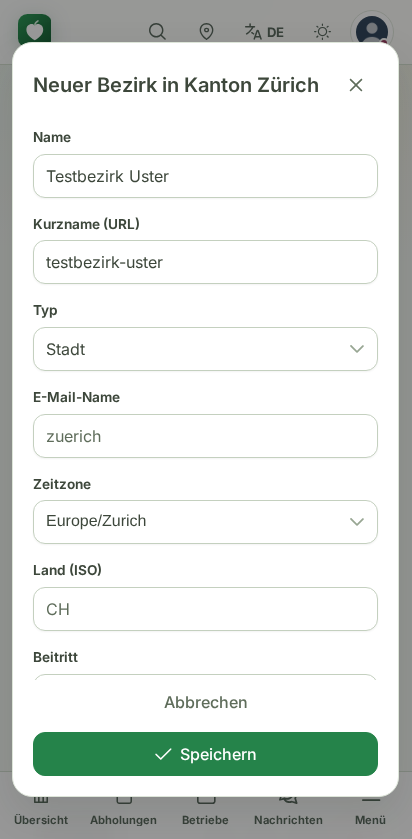 DE
Neuer Bezirk in Kanton Zürich
Name
Testbezirk Uster
Kurzname (URL)
testbezirk-uster
Typ
Stadt
E-Mail-Name
zuerich
Zeitzone
Europe/Zurich
Land (ISO)
CH
Beitritt
Abbrechen
Speichern
Übersicht Abholungen Betriebe Nachrichten Menü